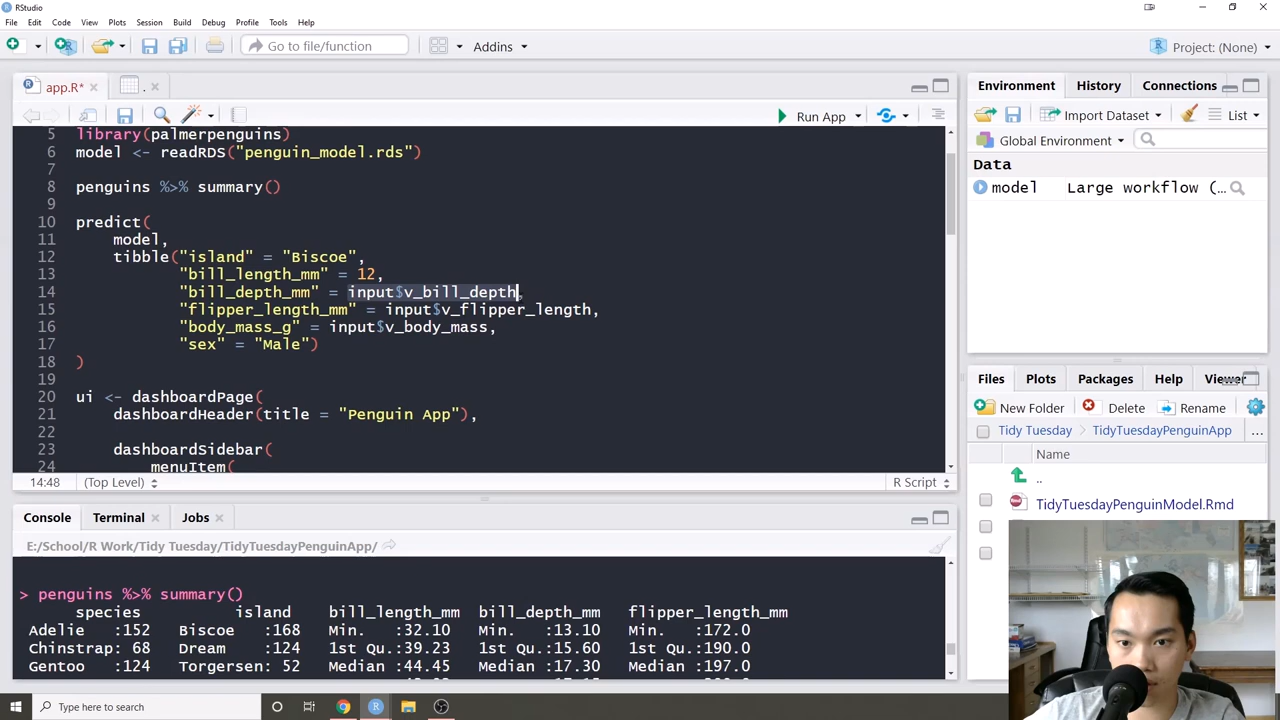 RStudio
File Edit Code View Plots Session Build Debug Profile Tools Help
Go to file/function Addins Project: (None)
app.R* .
Run App
5 library(palmerpenguins)
6 model <- readRDS("penguin_model.rds")
7
8 penguins %>% summary()
9
10 predict(
11 model,
12 tibble("island" = "Biscoe",
13 "bill_length_mm" = 12,
14 "bill_depth_mm" = input$v_bill_depth,
15 "flipper_length_mm" = input$v_flipper_length,
16 "body_mass_g" = input$v_body_mass,
17 "sex" = "Male")
18 )
19
20 ui <- dashboardPage(
21 dashboardHeader(title = "Penguin App"),
22
23 dashboardSidebar(
24 menuItem(
14:48 (Top Level) R Script
Console Terminal Jobs
E:/School/R Work/Tidy Tuesday/TidyTuesdayPenguinApp/
> penguins %>% summary()
species island bill_length_mm bill_depth_mm flipper_length_mm
Adelie :152 Biscoe :168 Min. :32.10 Min. :13.10 Min. :172.0
Chinstrap: 68 Dream :124 1st Qu.:39.23 1st Qu.:15.60 1st Qu.:190.0
Gentoo :124 Torgersen: 52 Median :44.45 Median :17.30 Median :197.0
Environment History Connections
Import Dataset List
Global Environment
Data
model Large workflow (...
Files Plots Packages Help Viewer
New Folder Delete Rename
Tidy Tuesday TidyTuesdayPenguinApp ...
Name
..
TidyTuesdayPenguinModel.Rmd
Type here to search